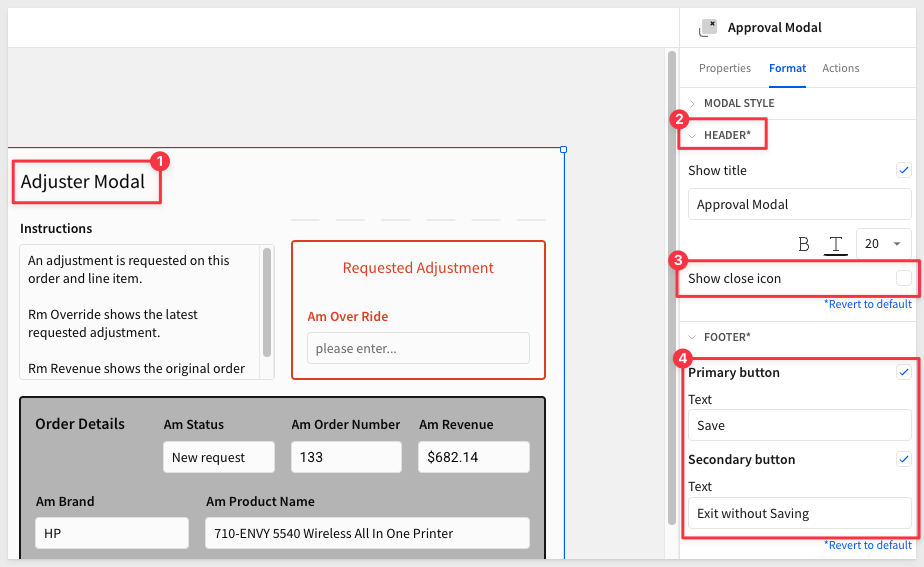 Approval Modal
Properties Format Actions
MODAL STYLE
2
HEADER*
1
Adjuster Modal
Show title
Approval Modal
B T 20
3
Show close icon
*Revert to default
Instructions
An adjustment is requested on this
order and line item.
Rm Override shows the latest
requested adjustment.
Rm Revenue shows the original order
Requested Adjustment
Am Over Ride
please enter...
FOOTER*
4
Primary button
Text
Save
Secondary button
Text
Exit without Saving
*Revert to default
Order Details
Am Status
New request
Am Order Number
133
Am Revenue
$682.14
Am Brand
HP
Am Product Name
710-ENVY 5540 Wireless All In One Printer